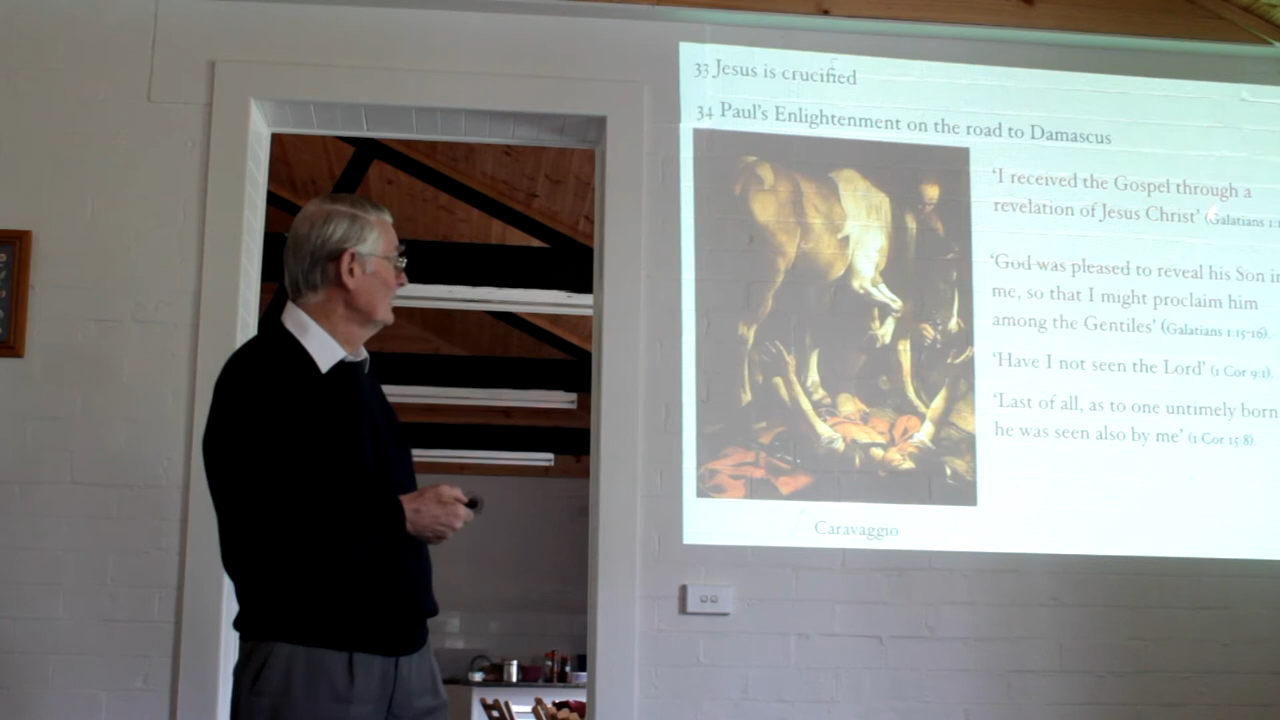 33 Jesus is crucified
34 Paul's Enlightenment on the road to Damascus
'I received the Gospel through a
revelation of Jesus Christ' (Galatians
'God was pleased to reveal his Son in
me, so that I might proclaim him
among the Gentiles' (Galatians 1:15-16).
'Have I not seen the Lord' (1 Cor 9:1).
'Last of all, as to one untimely born
he was seen also by me' (1 Cor 15:8)
Caravaggio